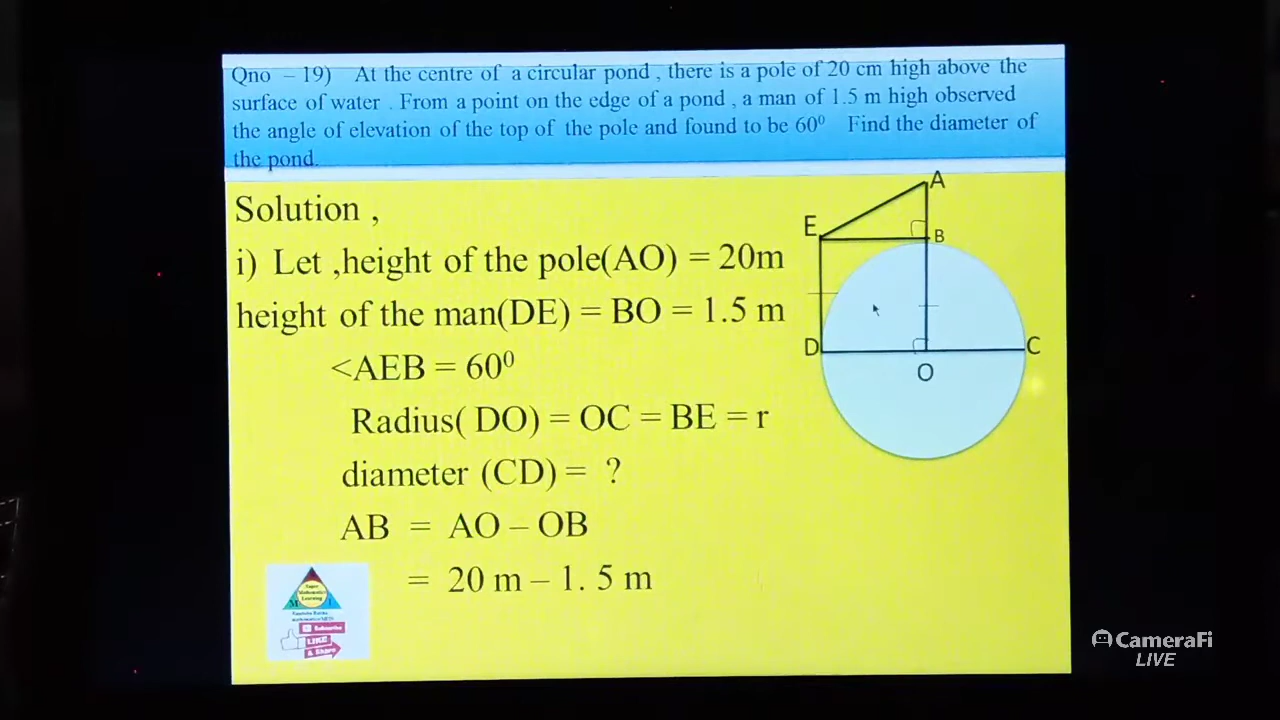 Qno – 19) At the centre of a circular pond , there is a pole of 20 cm high above the
surface of water . From a point on the edge of a pond , a man of 1.5 m high observed
the angle of elevation of the top of the pole and found to be 60⁰ Find the diameter of
the pond.
Solution ,
i) Let ,height of the pole(AO) = 20m
height of the man(DE) = BO = 1.5 m
<AEB = 60⁰
Radius( DO) = OC = BE = r
diameter (CD) = ?
AB = AO – OB
= 20 m – 1. 5 m
A
E
B
D
C
O
Mathematics
Learning
M
Subscribe
LIKE
& Share
CameraFi
LIVE